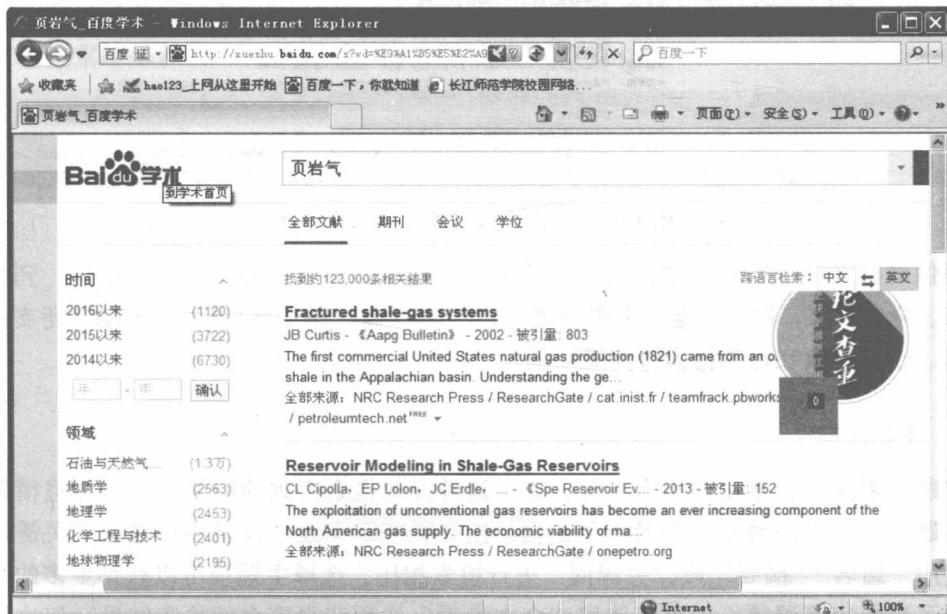 页岩气_百度学术 - Windows Internet Explorer
百度 证 http://xueshu.baidu.com/s?wd=%E9%A1%B5%E5%B2%A9 百度一下
收藏夹 hao123_上网从这里开始 百度一下,你就知道 长江师范学院校园网络...
页岩气_百度学术 页面(P) 安全(S) 工具(O) »
Bai du 学术 页岩气
到学术首页
全部文献 期刊 会议 学位
时间 找到约123,000条相关结果 跨语言检索: 中文 英文
2016以来 (1120)
2015以来 (3722)
2014以来 (6730)
年 - 年 确认
领域
石油与天然气... (1.3万)
地质学 (2563)
地理学 (2453)
化学工程与技术 (2401)
地球物理学 (2195)
Fractured shale-gas systems
JB Curtis - 《Aapg Bulletin》 - 2002 - 被引量: 803
The first commercial United States natural gas production (1821) came from an o
shale in the Appalachian basin. Understanding the ge...
全部来源: NRC Research Press / ResearchGate / cat.inist.fr / teamfrack.pbworks
/ petroleumtech.net FREE
论文查重
0
Reservoir Modeling in Shale-Gas Reservoirs
CL Cipolla, EP Lolon, JC Erdle, ... - 《Spe Reservoir Ev... - 2013 - 被引量: 152
The exploitation of unconventional gas reservoirs has become an ever increasing component of the
North American gas supply. The economic viability of ma...
全部来源: NRC Research Press / ResearchGate / onepetro.org
Internet 100%